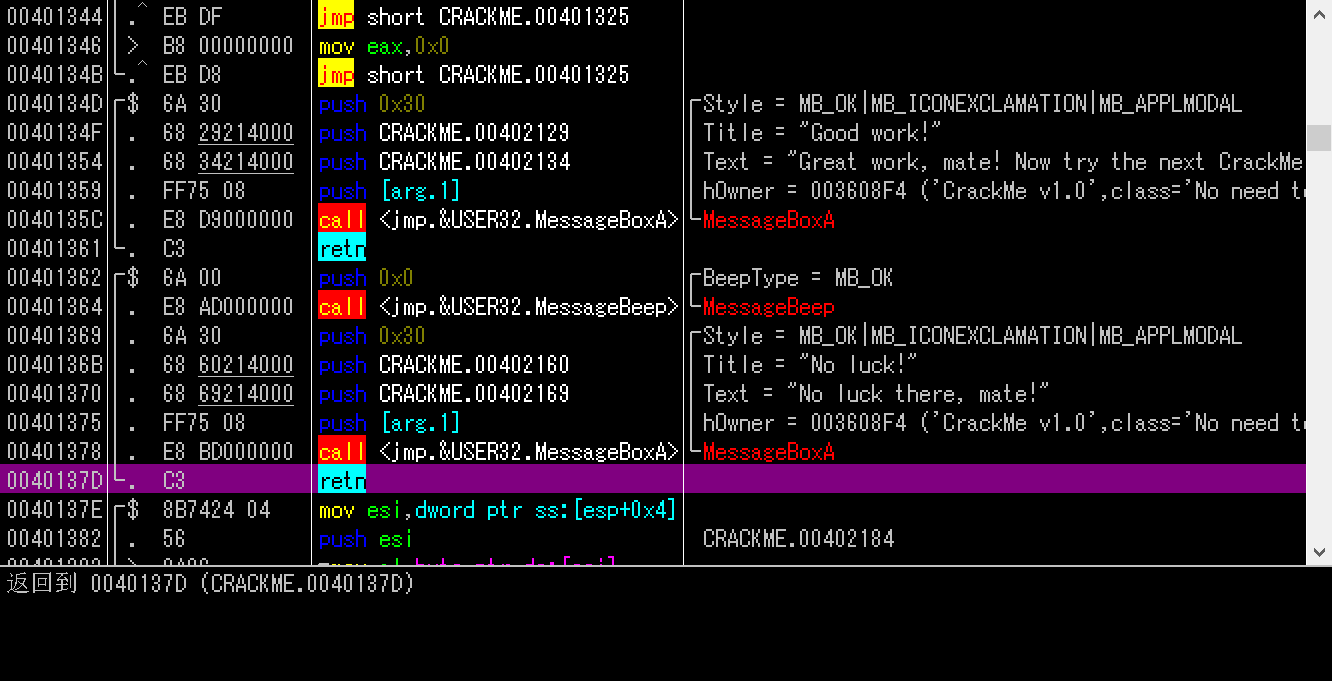 00401344 .^ EB DF jmp short CRACKME.00401325
00401346 > B8 00000000 mov eax,0x0
0040134B .^ EB D8 jmp short CRACKME.00401325
0040134D $ 6A 30 push 0x30 Style = MB_OK|MB_ICONEXCLAMATION|MB_APPLMODAL
0040134F . 68 29214000 push CRACKME.00402129 Title = "Good work!"
00401354 . 68 34214000 push CRACKME.00402134 Text = "Great work, mate! Now try the next CrackMe
00401359 . FF75 08 push [arg.1] hOwner = 003608F4 ('CrackMe v1.0',class='No need to
0040135C . E8 D9000000 call <jmp.&USER32.MessageBoxA> MessageBoxA
00401361 . C3 retn
00401362 $ 6A 00 push 0x0 BeepType = MB_OK
00401364 . E8 AD000000 call <jmp.&USER32.MessageBeep> MessageBeep
00401369 . 6A 30 push 0x30 Style = MB_OK|MB_ICONEXCLAMATION|MB_APPLMODAL
0040136B . 68 60214000 push CRACKME.00402160 Title = "No luck!"
00401370 . 68 69214000 push CRACKME.00402169 Text = "No luck there, mate!"
00401375 . FF75 08 push [arg.1] hOwner = 003608F4 ('CrackMe v1.0',class='No need to
00401378 . E8 BD000000 call <jmp.&USER32.MessageBoxA> MessageBoxA
0040137D . C3 retn
0040137E $ 8B7424 04 mov esi,dword ptr ss:[esp+0x4]
00401382 . 56 push esi CRACKME.00402184
返回到 0040137D (CRACKME.0040137D)